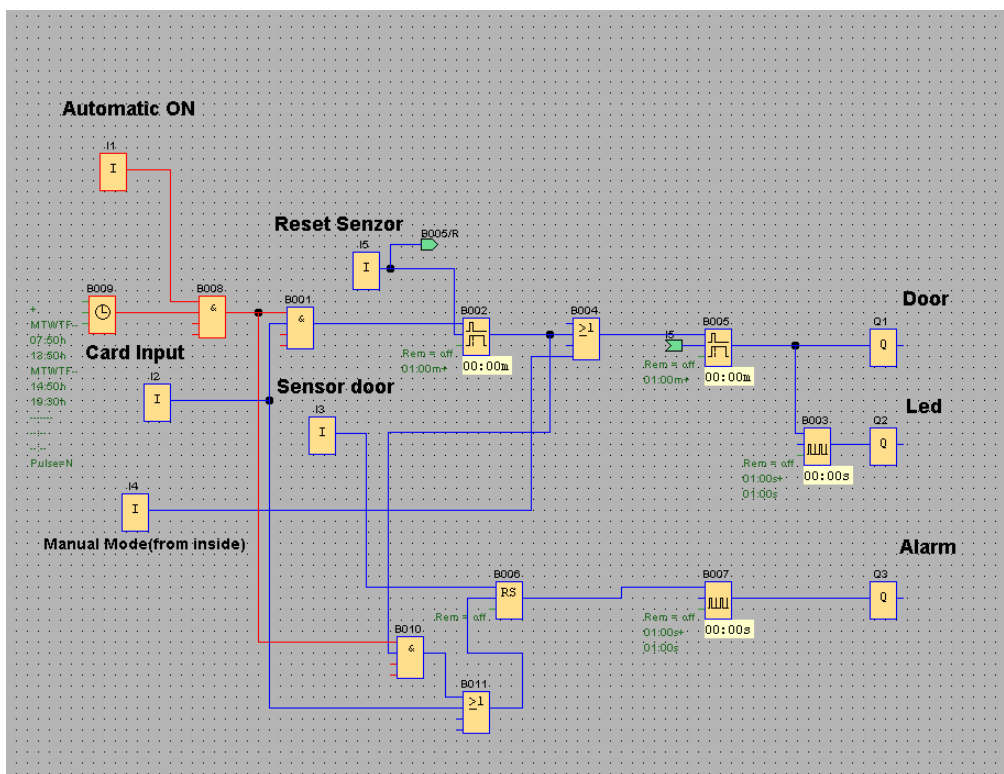 Automatic ON
I1
I
Reset Senzor
B005/R
I5
I
B009
+
MTWTF--
07:50h
13:50h
MTWTF--
14:50h
19:30h
-------
--:--
--:--
Pulse=N
B008
&
B001
&
B002
Rem = off
01:00m+
00:00m
B004
≥1
I5
B005
Rem = off
01:00m+
00:00m
Door
Q1
Q
Card Input
I2
I
Sensor door
I3
I
Led
B003
Rem = off
01:00s+
01:00s
00:00s
Q2
Q
I4
I
Manual Mode(from inside)
Alarm
B006
RS
Rem = off
B007
01:00s+
01:00s
Rem = off
00:00s
Q3
Q
B010
&
B011
≥1